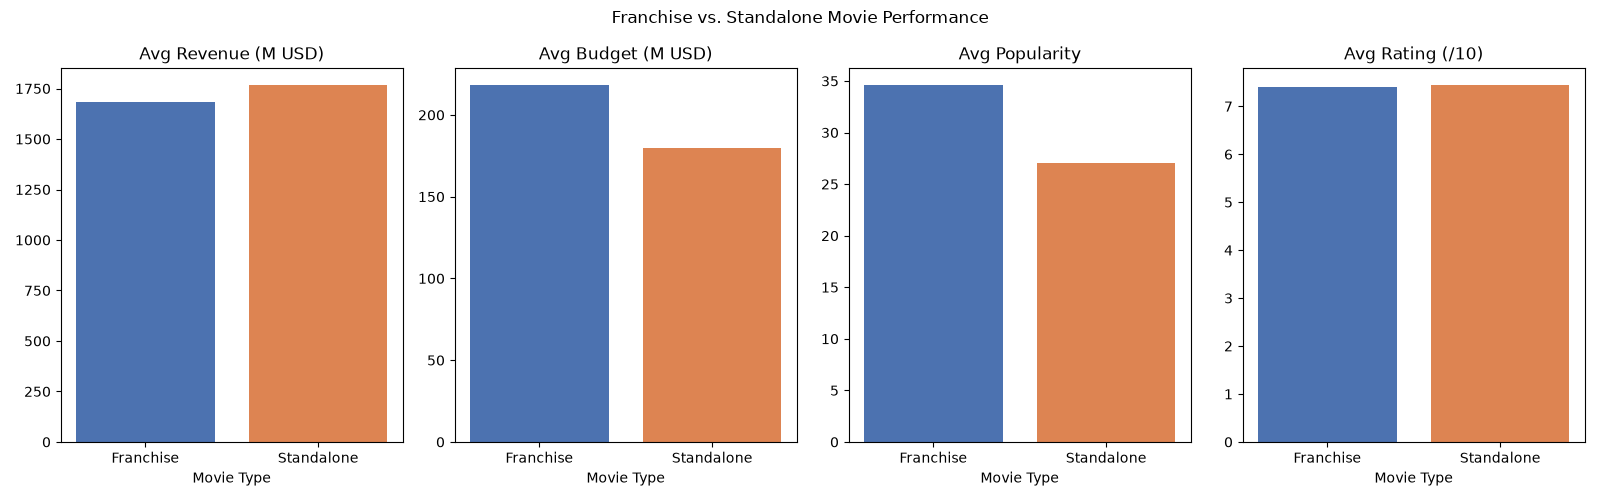 Franchise vs. Standalone Movie Performance
Avg Revenue (M USD)
1750
1500
1250
1000
750
500
250
0
Franchise
Standalone
Movie Type
Avg Budget (M USD)
200
150
100
50
0
Franchise
Standalone
Movie Type
Avg Popularity
35
30
25
20
15
10
5
0
Franchise
Standalone
Movie Type
Avg Rating (/10)
7
6
5
4
3
2
1
0
Franchise
Standalone
Movie Type